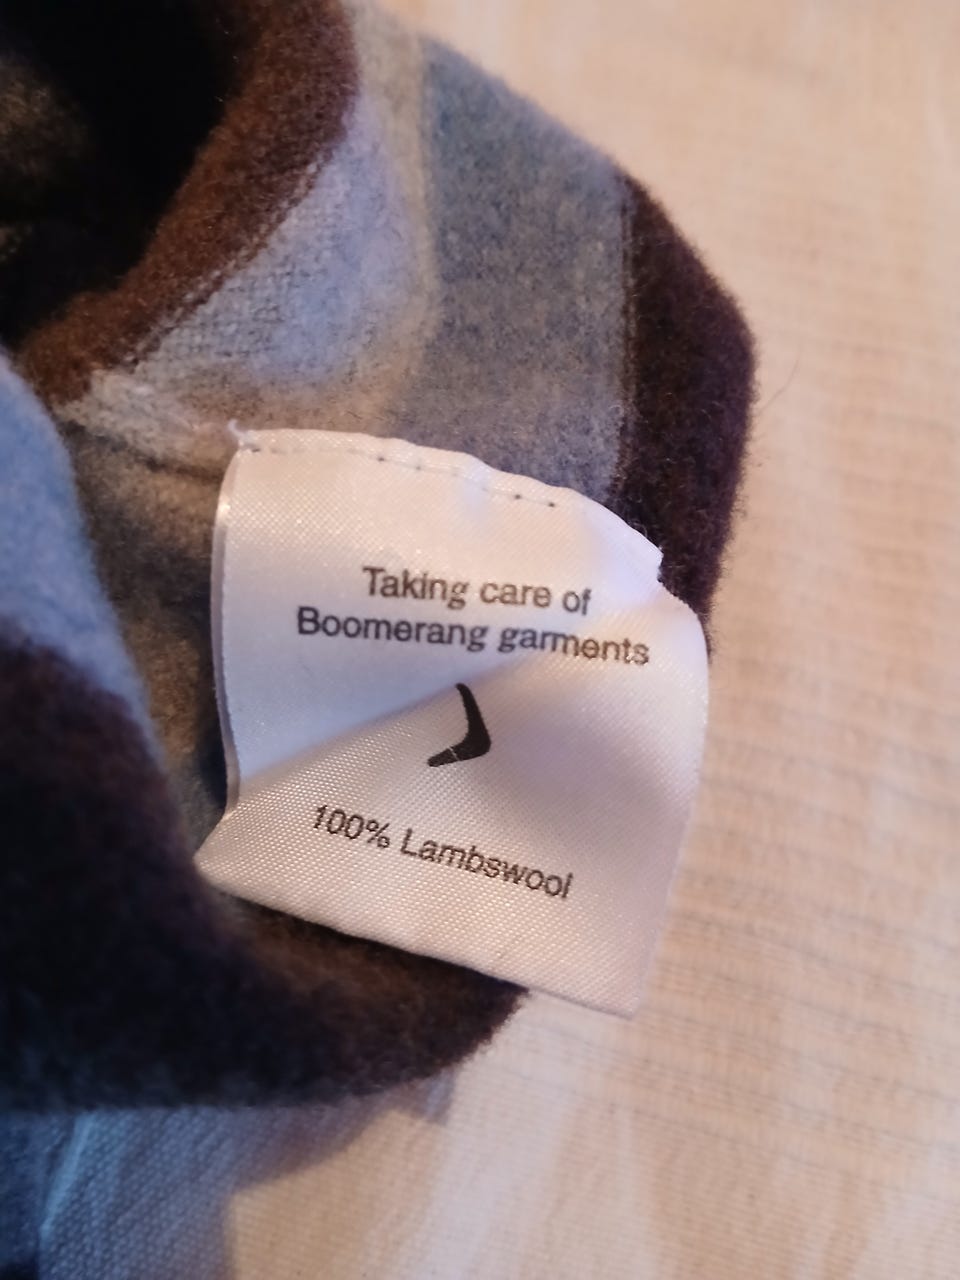 Taking care of
Boomerang garments
100% Lambswool